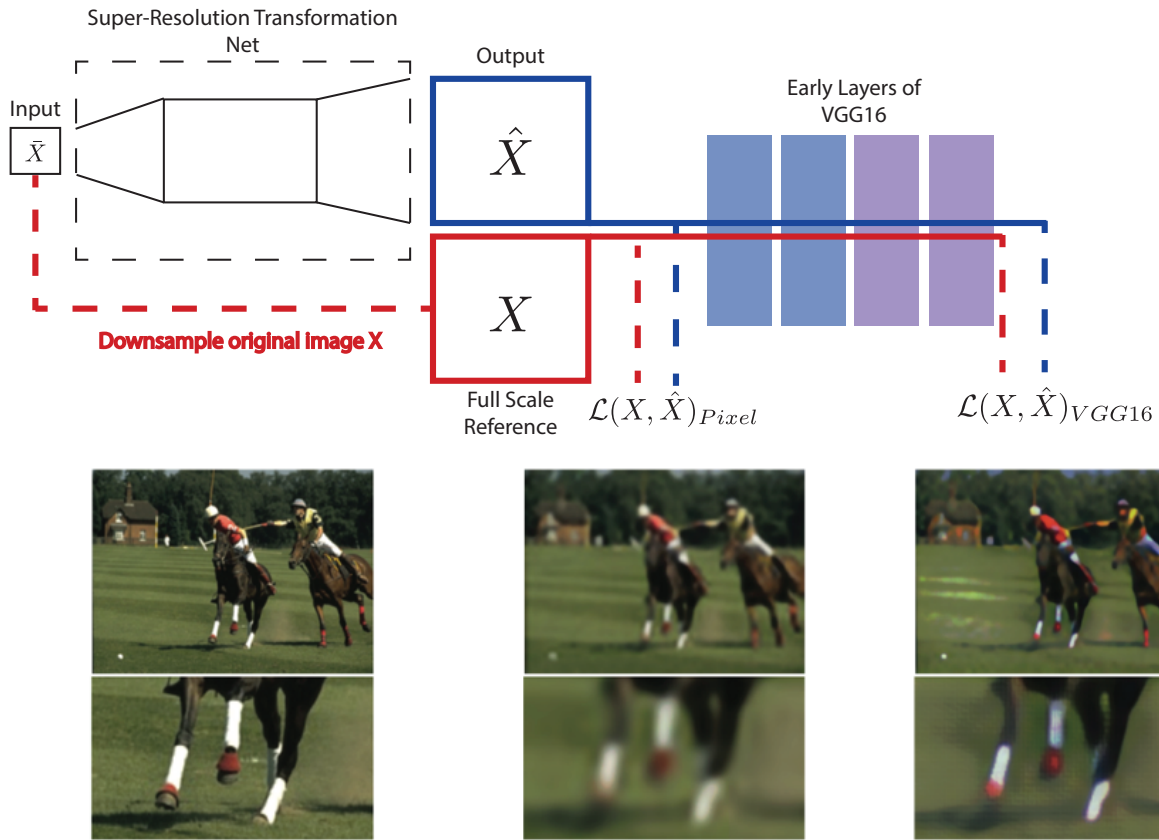 Super-Resolution Transformation
Net
Output
Early Layers of
VGG16
Input
X̄
X̂
X
Downsample original image X
Full Scale
Reference
ℒ(X, X̂)Pixel
ℒ(X, X̂)VGG16